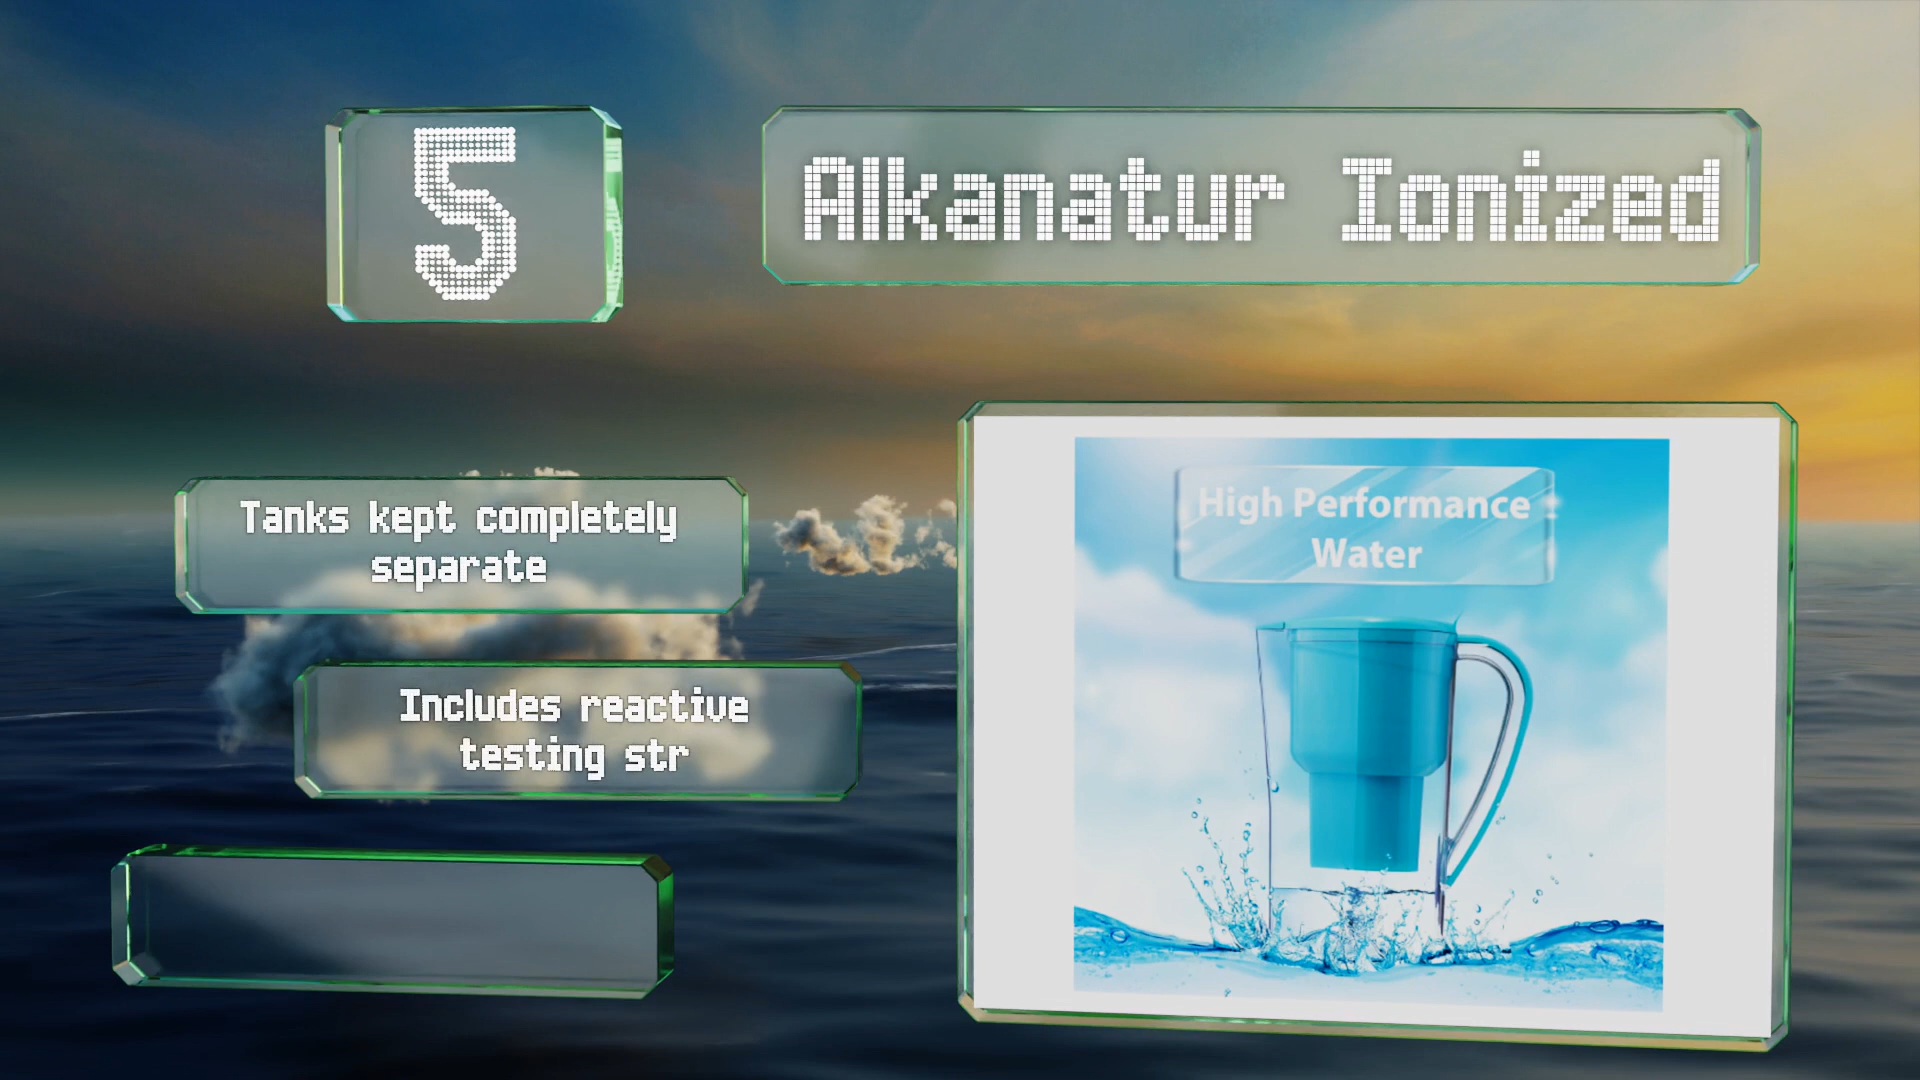 5
Alkanatur Ionized
Tanks kept completely
separate
Includes reactive
testing str
High Performance
Water